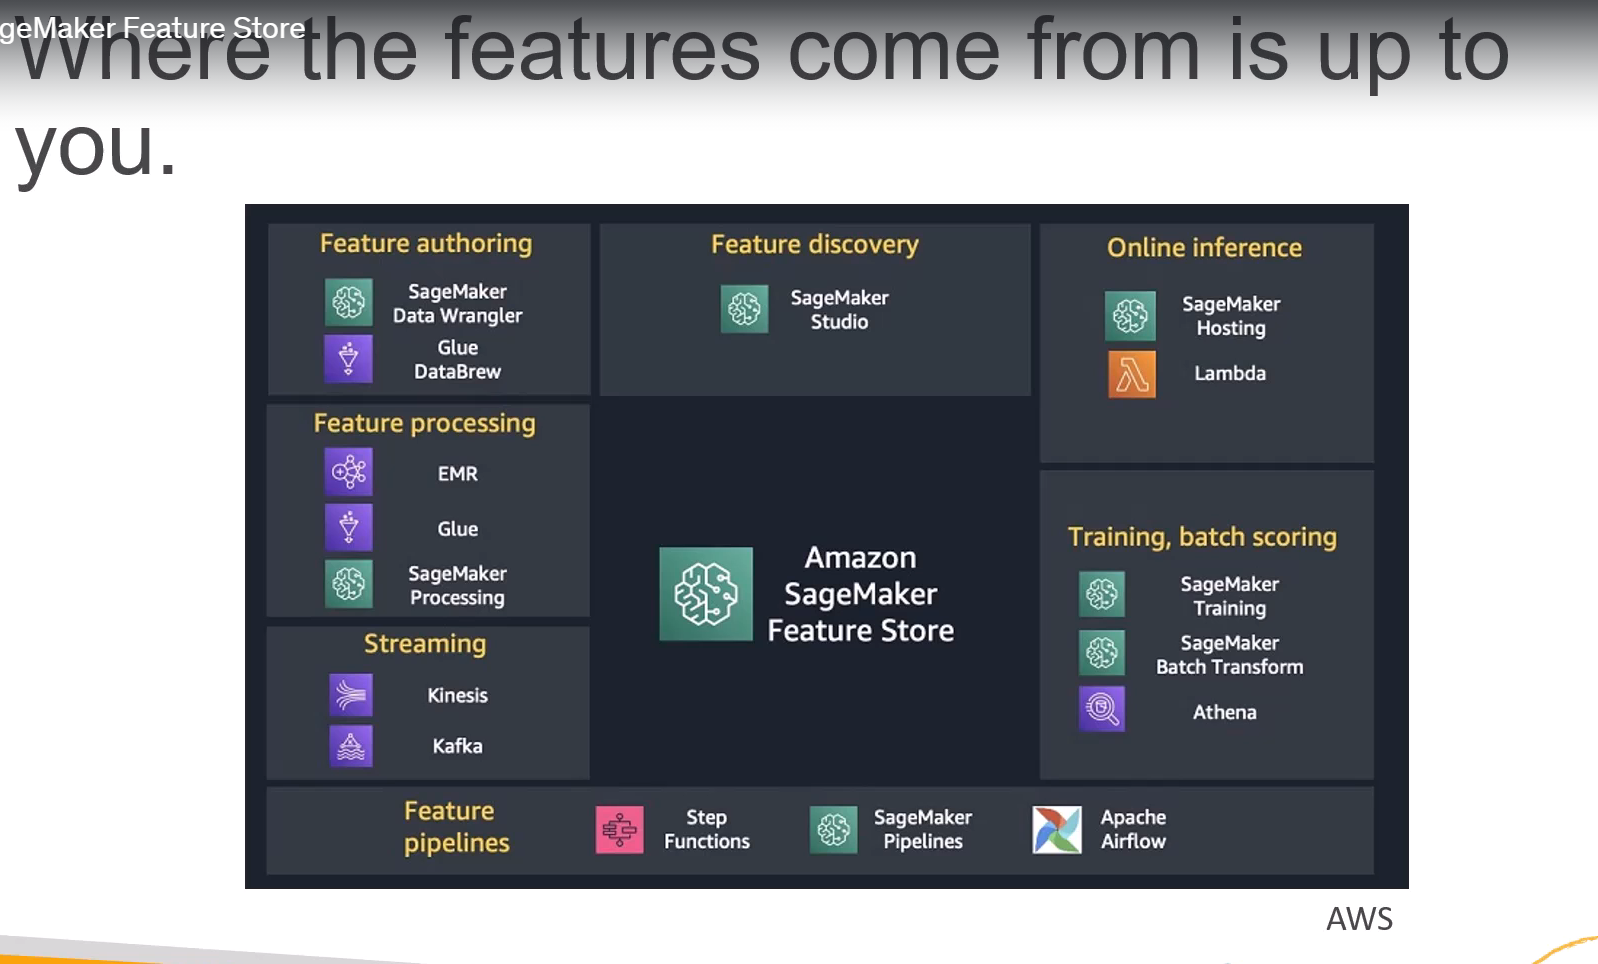 geMaker Feature Store
Where the features come from is up to
you.
Feature authoring
SageMaker
Data Wrangler
Glue
DataBrew
Feature discovery
SageMaker
Studio
Online inference
SageMaker
Hosting
Lambda
Feature processing
EMR
Glue
SageMaker
Processing
Amazon
SageMaker
Feature Store
Training, batch scoring
SageMaker
Training
SageMaker
Batch Transform
Athena
Streaming
Kinesis
Kafka
Feature
pipelines
Step
Functions
SageMaker
Pipelines
Apache
Airflow
AWS